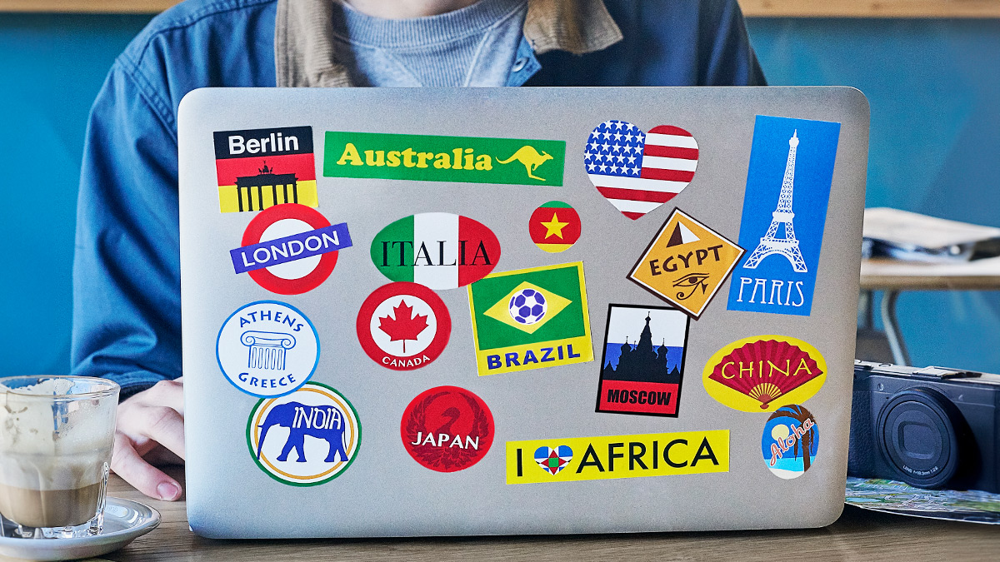 Berlin
Australia
PARIS
LONDON
ITALIA
EGYPT
ATHENS
GREECE
CANADA
BRAZIL
MOSCOW
CHINA
INDIA
JAPAN
I AFRICA
Aloha